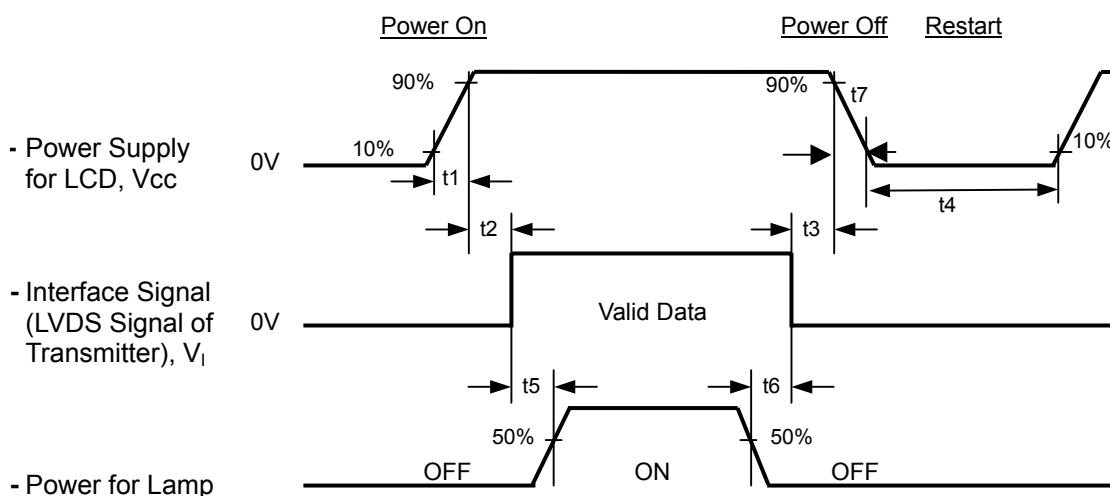 Power On Power Off Restart
90% 90% t7
- Power Supply
for LCD, Vcc
0V 10% 10%
t1 t4
t2 t3
- Interface Signal
(LVDS Signal of
Transmitter), VI
0V Valid Data
t5 t6
50% 50%
- Power for Lamp OFF ON OFF